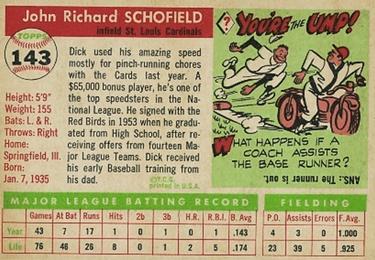 John Richard SCHOFIELD
infield St. Louis Cardinals
TOPPS
143
Height: 5'9"
Weight: 155
Bats: L. & R.
Throws: Right
Home:
Springfield, Ill.
Born:
Jan. 7, 1935
Dick used his amazing speed
mostly for pinch-running chores
with the Cards last year. A
$65,000 bonus player, he's one of
the top speedsters in the Na-
tional League. He signed with the
Red Birds in 1953 when he grad-
uated from High School, after re-
ceiving offers from fourteen Ma-
jor League Teams. Dick received
his early Baseball training from
his dad.
©T.C.G.
printed in U.S.A.
? YOU'RE THE UMP!
WHAT HAPPENS IF A
COACH ASSISTS
THE BASE RUNNER?
ANS.: The runner is out.
MAJOR LEAGUE BATTING RECORD
FIELDING
Games At Bat Runs Hits 2b 3b H.R. R.B.I. B. Avg P.O. Assists Errors F. Avg.
Year 43 7 17 1 0 1 0 1 .143 4 3 0 1.000
Life 76 46 26 8 0 1 2 5 .174 23 39 5 .925